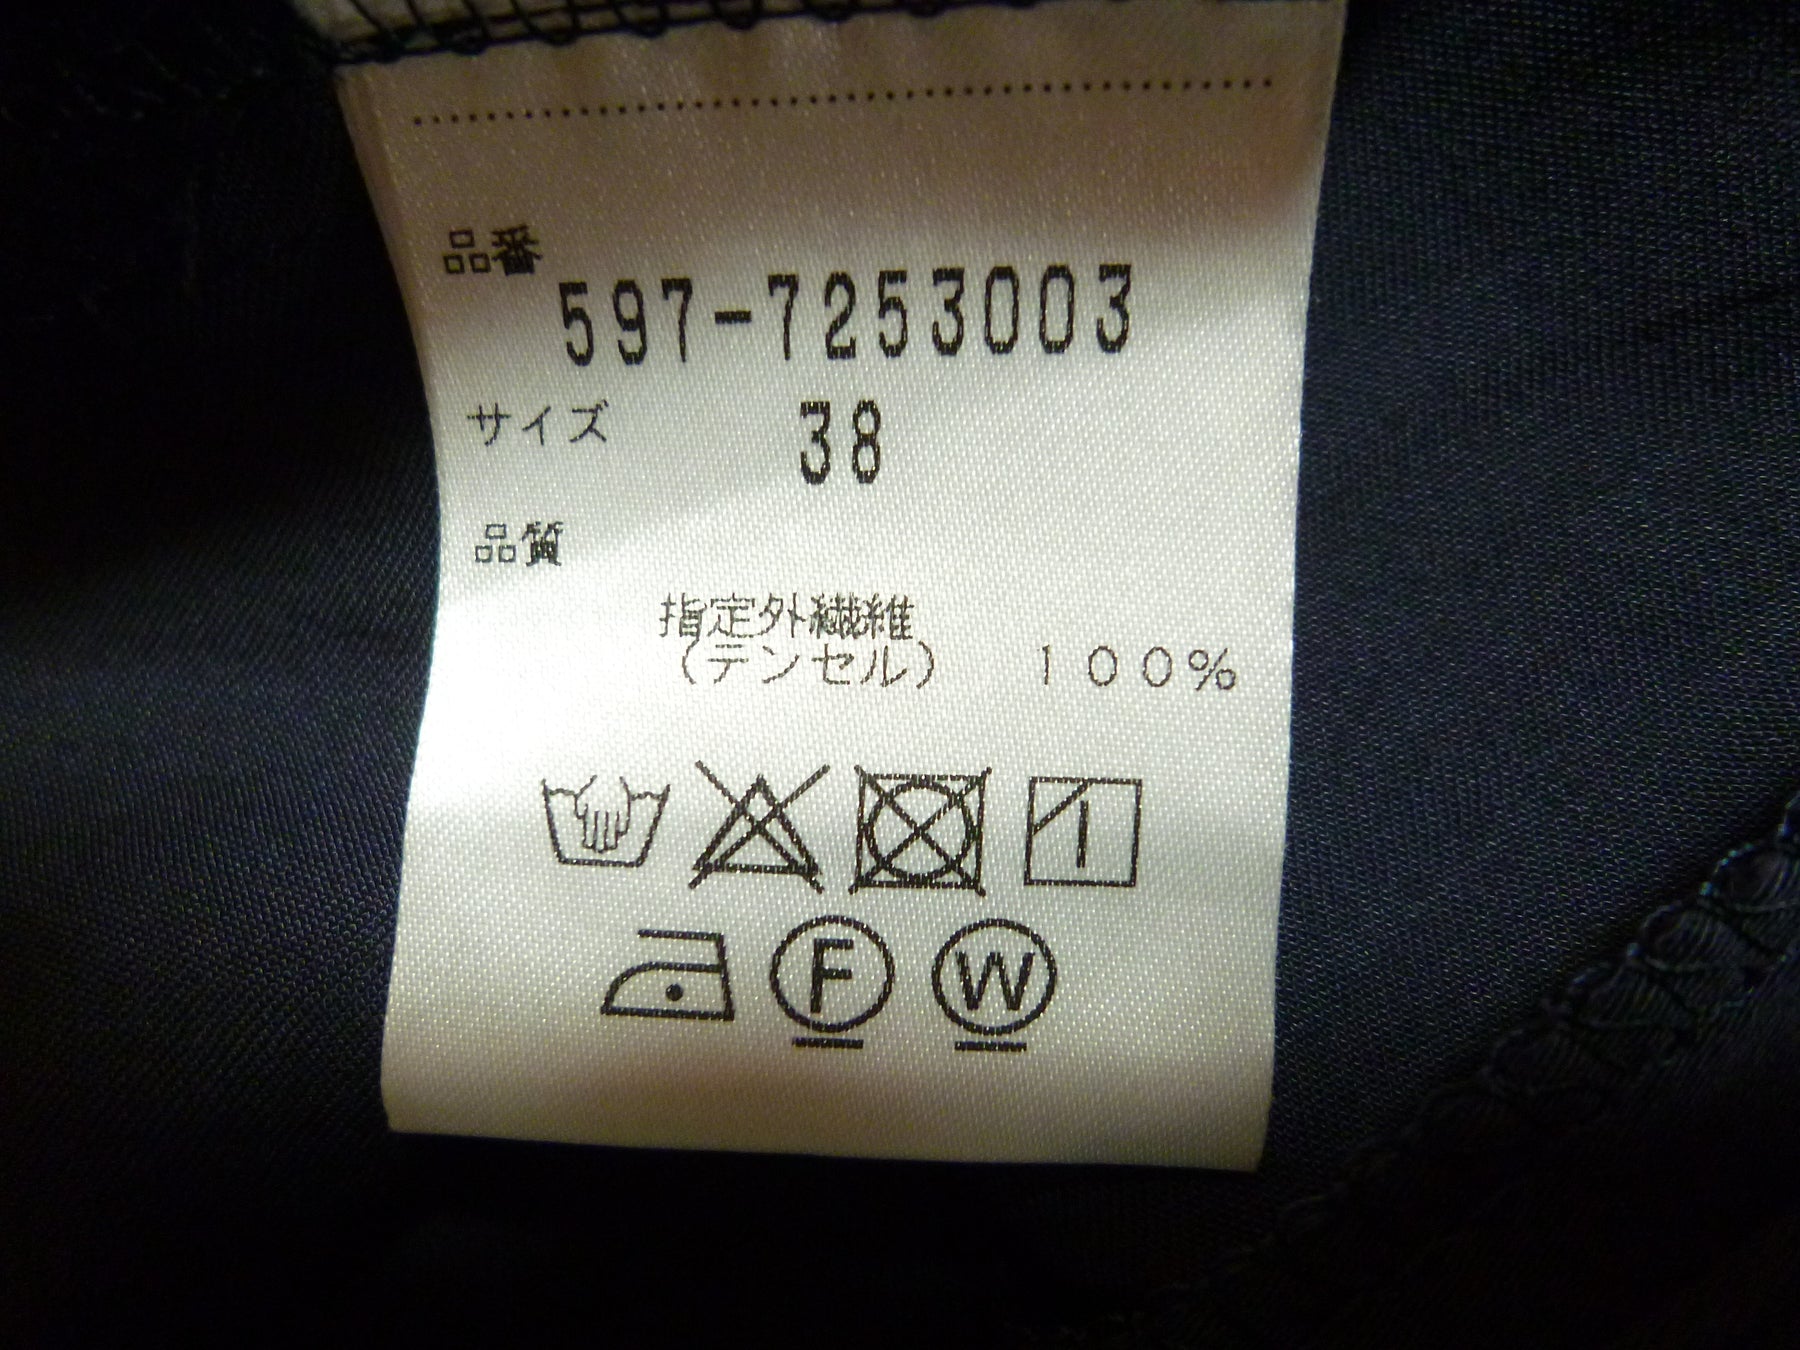 品番
597-7253003
サイズ 38
品質
指定外繊維
(テンセル) 100%
F W